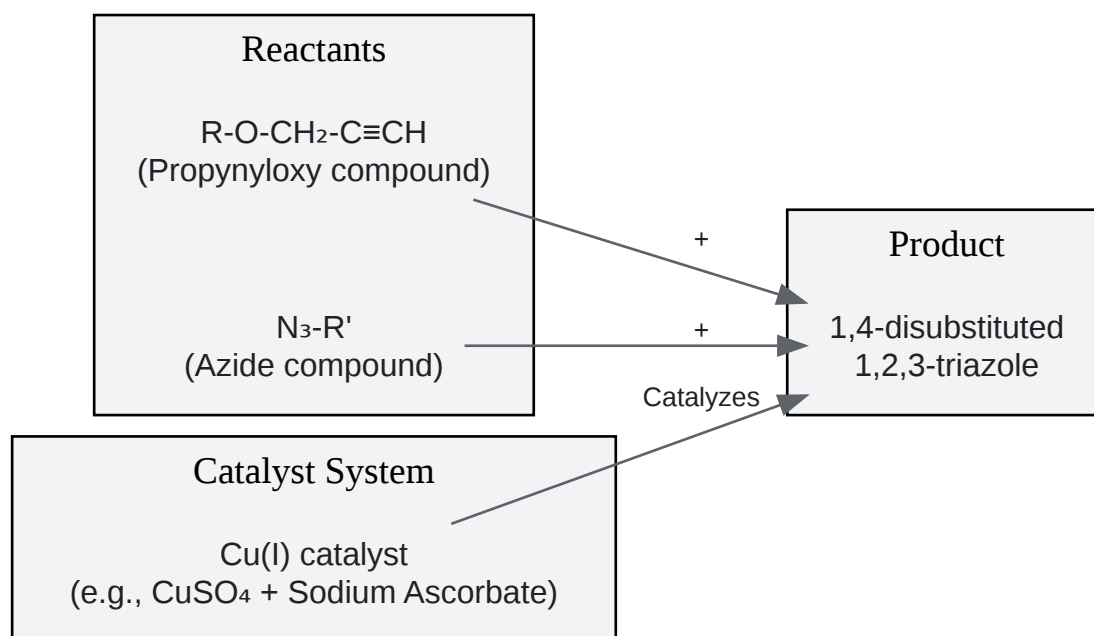 Reactants
R-O-CH₂-C≡CH
(Propynyloxy compound)
+
Product
N₃-R'
(Azide compound)
+
1,4-disubstituted
1,2,3-triazole
Catalyzes
Catalyst System
Cu(I) catalyst
(e.g., CuSO₄ + Sodium Ascorbate)